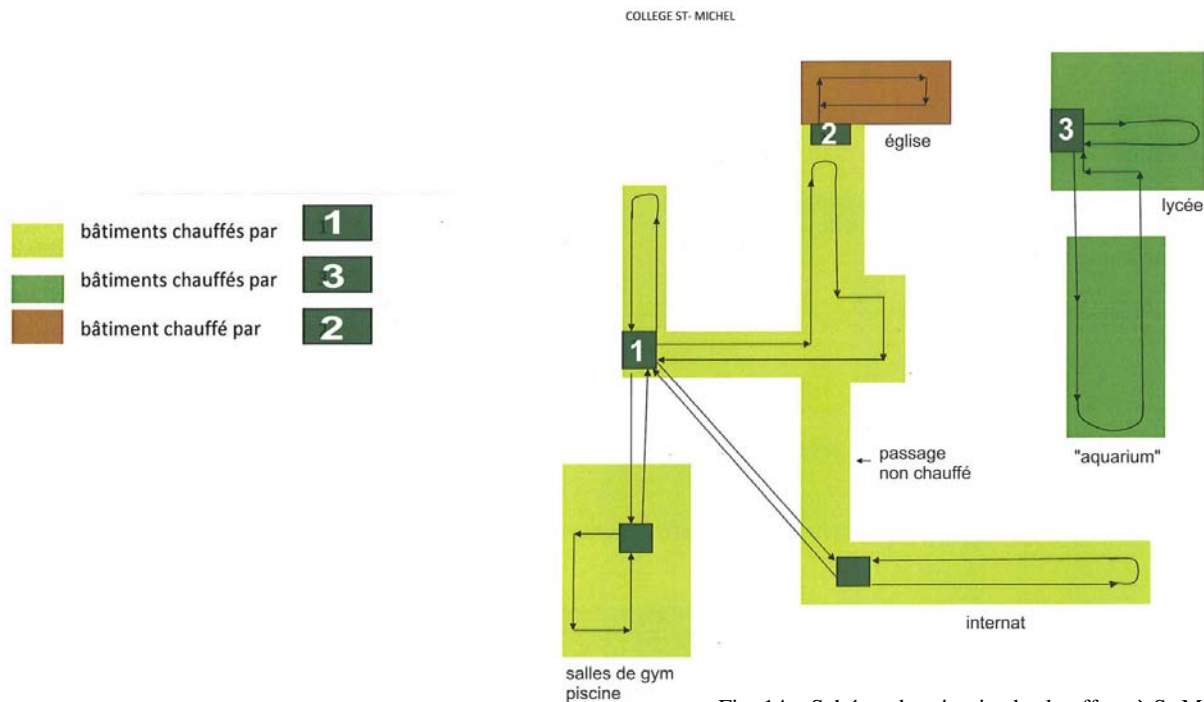 COLLEGE ST- MICHEL
bâtiments chauffés par 1
bâtiments chauffés par 3
bâtiment chauffé par 2
2
église
3
lycée
1
"aquarium"
passage
non chauffé
internat
salles de gym
piscine